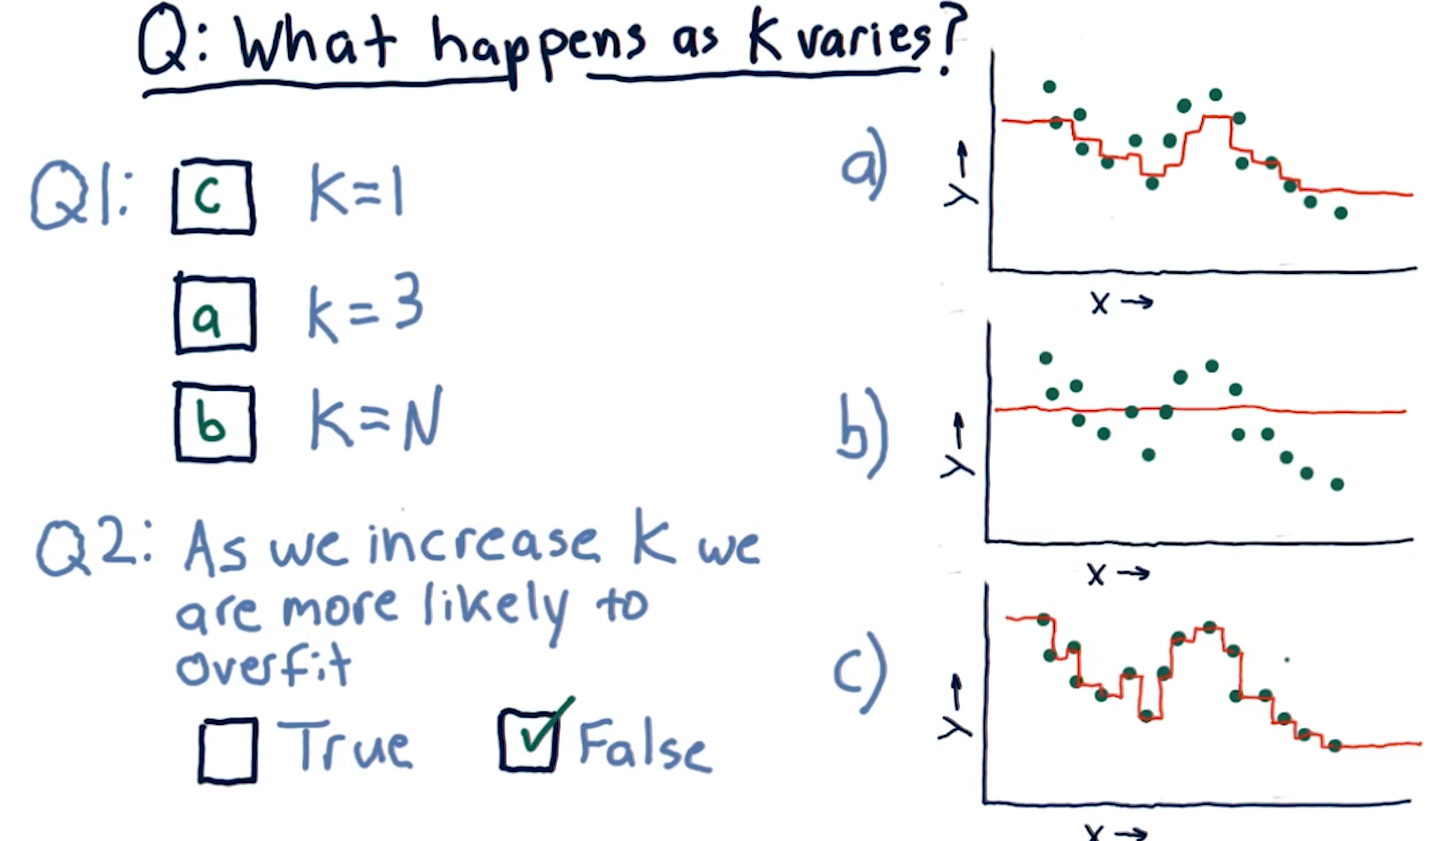 Q: What happens as K varies?
Q1: c K=1
a K=3
b K=N
Q2: As we increase K we
are more likely to
overfit
True ✓ False
a)
Y→
X→
b)
Y→
X→
c)
Y→
X→